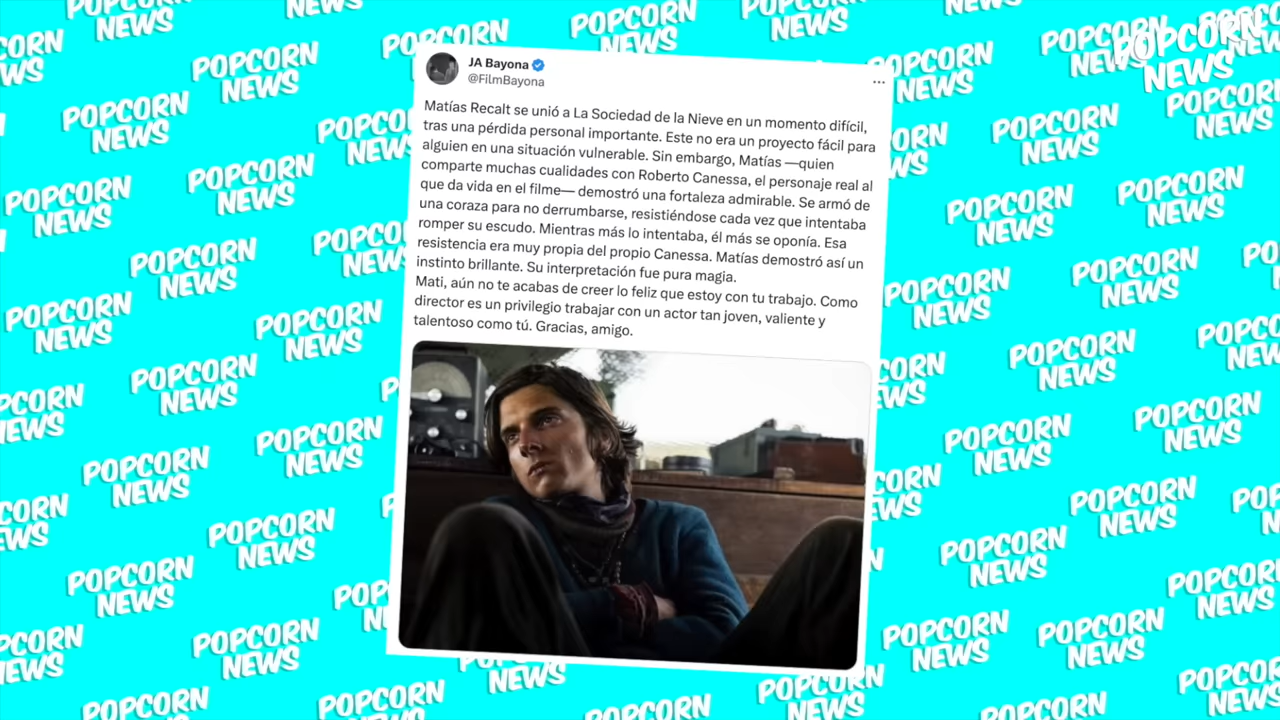 JA Bayona
@FilmBayona
Matías Recalt se unió a La Sociedad de la Nieve en un momento difícil,
tras una pérdida personal importante. Este no era un proyecto fácil para
alguien en una situación vulnerable. Sin embargo, Matías —quien
comparte muchas cualidades con Roberto Canessa, el personaje real al
que da vida en el filme— demostró una fortaleza admirable. Se armó de
una coraza para no derrumbarse, resistiéndose cada vez que intentaba
romper su escudo. Mientras más lo intentaba, él más se oponía. Esa
resistencia era muy propia del propio Canessa. Matías demostró así un
instinto brillante. Su interpretación fue pura magia.
Mati, aún no te acabas de creer lo feliz que estoy con tu trabajo. Como
director es un privilegio trabajar con un actor tan joven, valiente y
talentoso como tú. Gracias, amigo.
POPCORN
NEWS